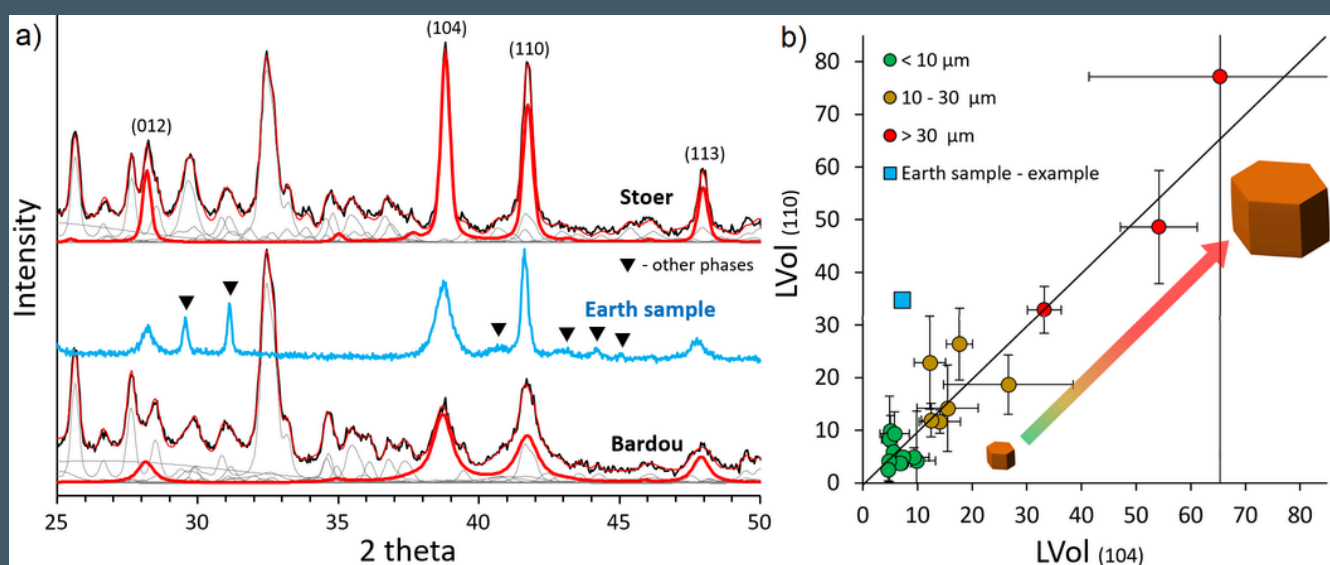 a)
(104)
(110)
(012)
(113)
Stoer
▼ - other phases
Earth sample
Bardou
Intensity
25 30 35 40 45 50
2 theta
b)
80
70
60
50
40
30
20
10
0
LVol (110)
< 10 µm
10 - 30 µm
> 30 µm
Earth sample - example
0 10 20 30 40 50 60 70 80
LVol (104)